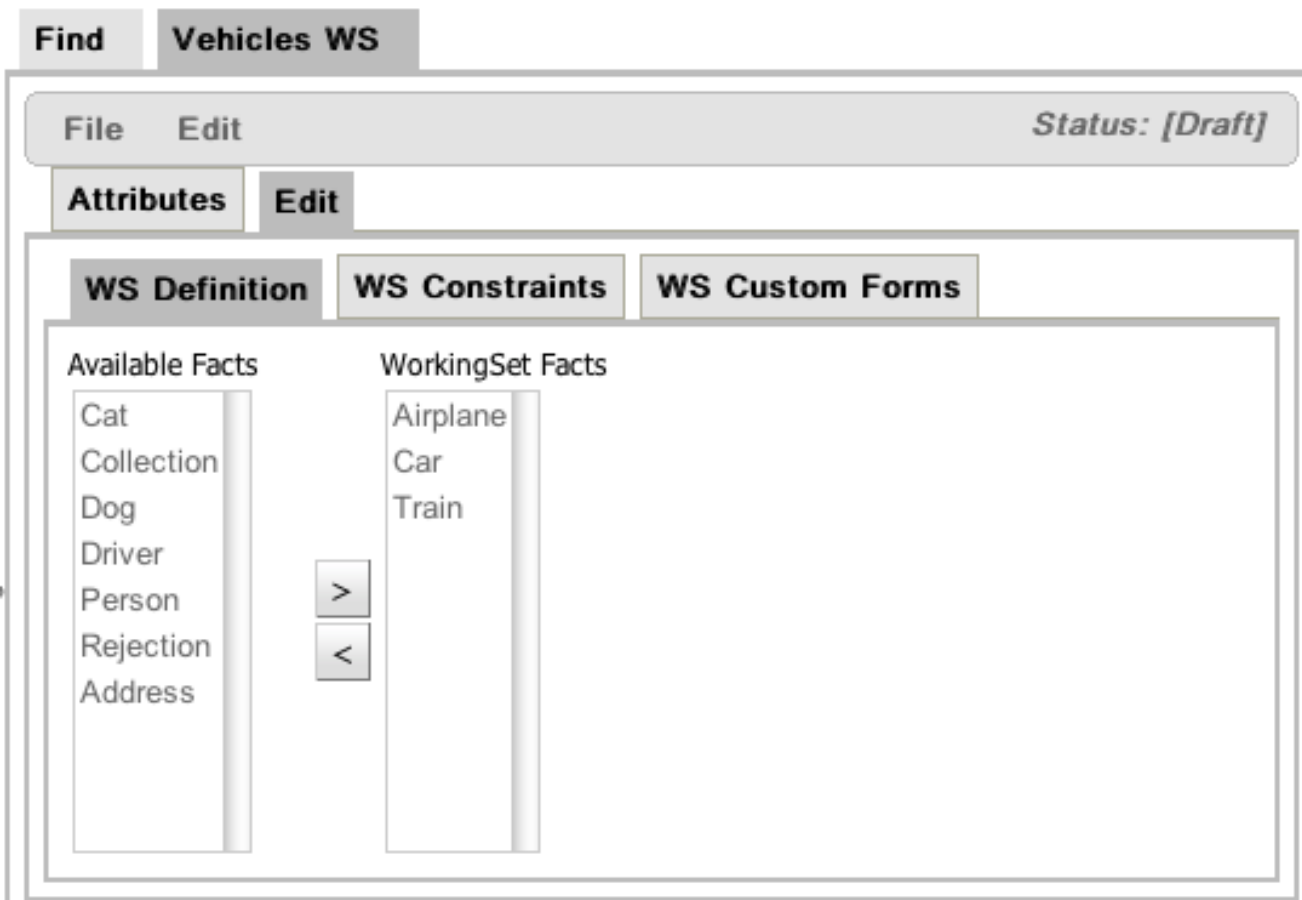 Find Vehicles WS
File Edit Status: [Draft]
Attributes Edit
WS Definition WS Constraints WS Custom Forms
Available Facts WorkingSet Facts
Cat Airplane
Collection Car
Dog Train
Driver
Person
>
Rejection
<
Address